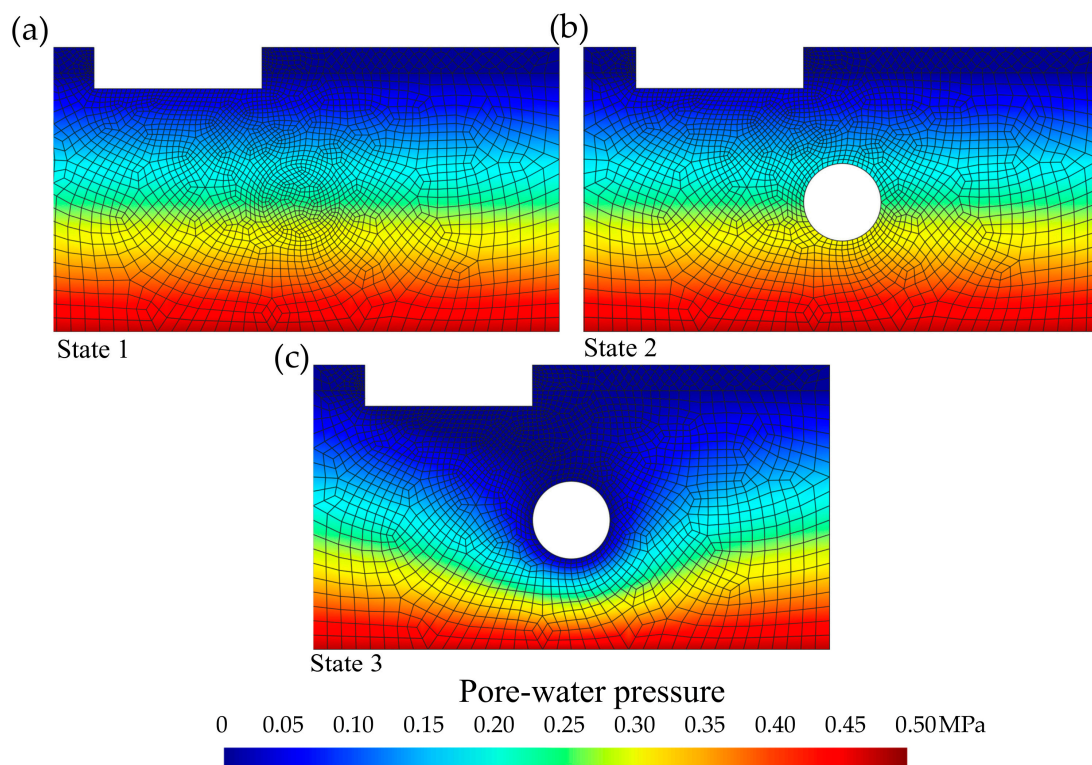 (a)
(b)
State 1
State 2
(c)
State 3
Pore-water pressure
0 0.05 0.10 0.15 0.20 0.25 0.30 0.35 0.40 0.45 0.50MPa